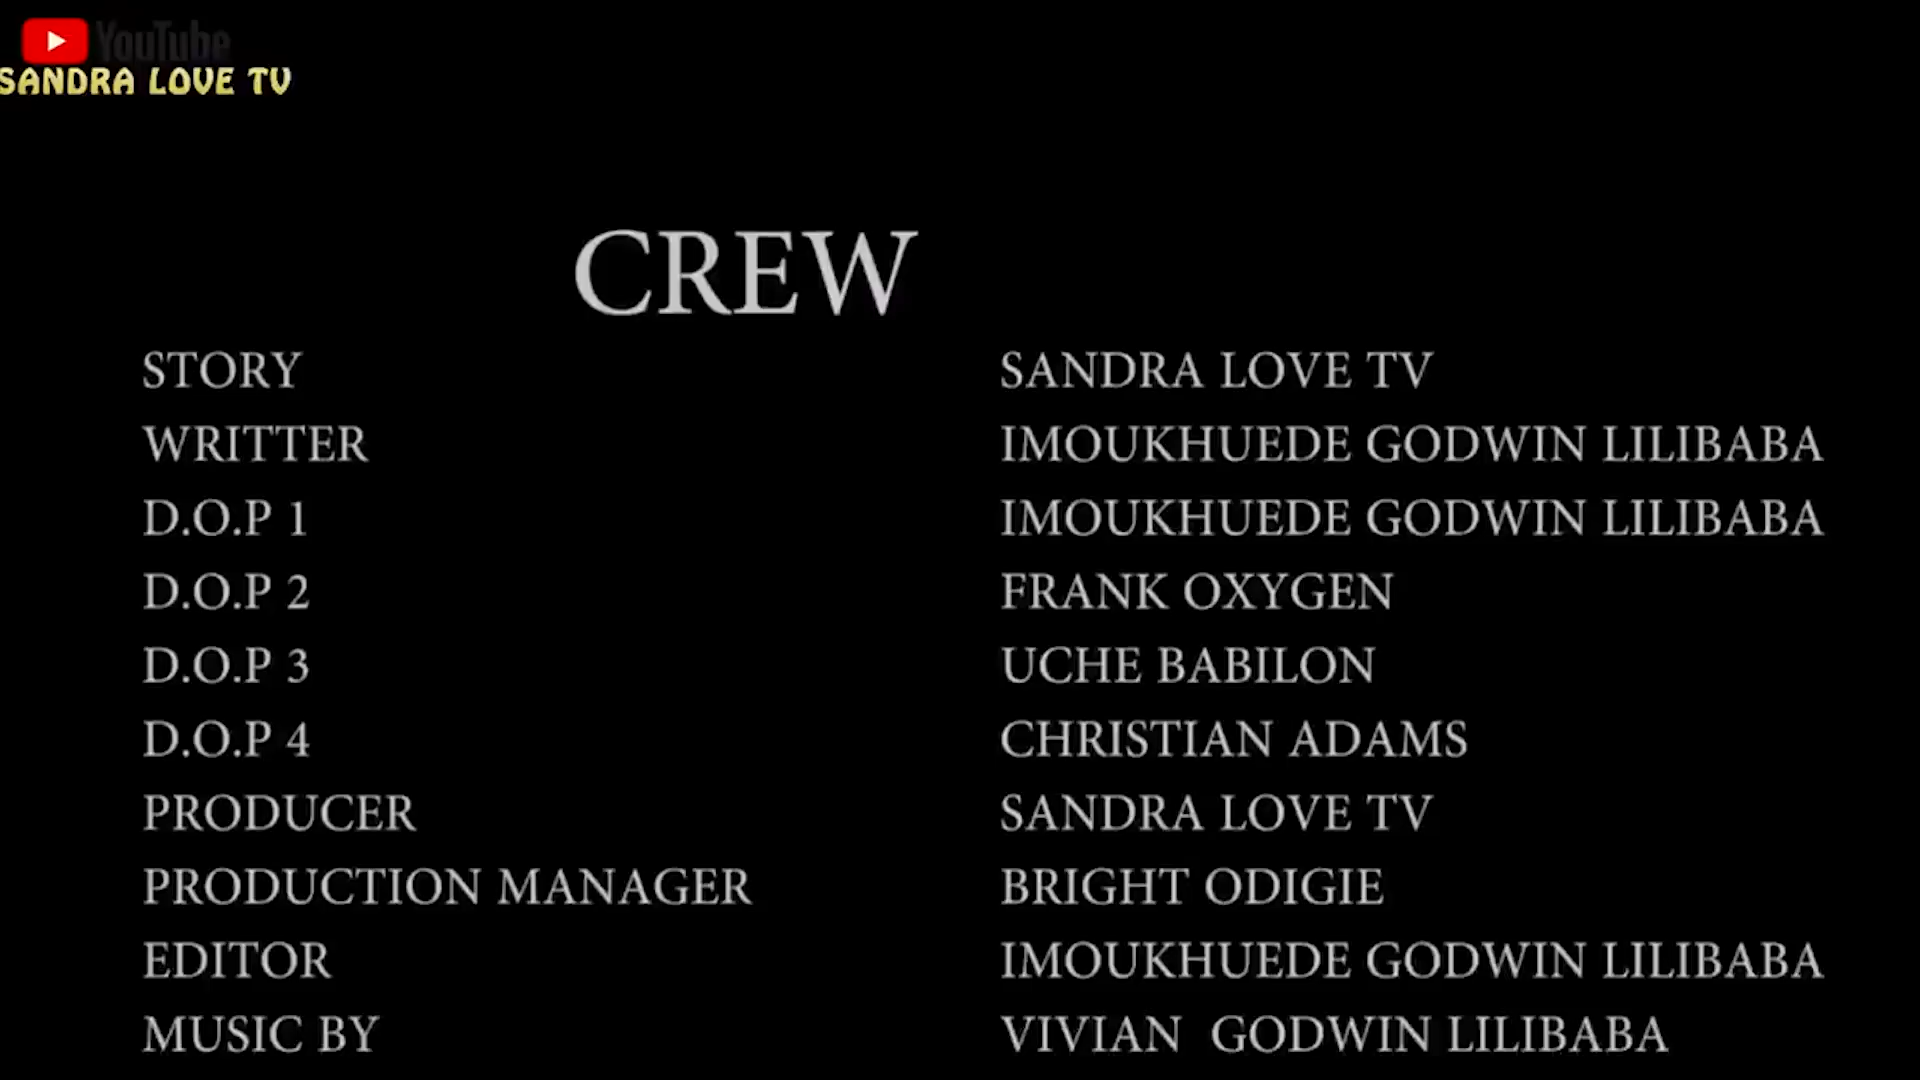 YouTube
SANDRA LOVE TV
CREW
STORY SANDRA LOVE TV
WRITTER IMOUKHUEDE GODWIN LILIBABA
D.O.P 1 IMOUKHUEDE GODWIN LILIBABA
D.O.P 2 FRANK OXYGEN
D.O.P 3 UCHE BABILON
D.O.P 4 CHRISTIAN ADAMS
PRODUCER SANDRA LOVE TV
PRODUCTION MANAGER BRIGHT ODIGIE
EDITOR IMOUKHUEDE GODWIN LILIBABA
MUSIC BY VIVIAN GODWIN LILIBABA